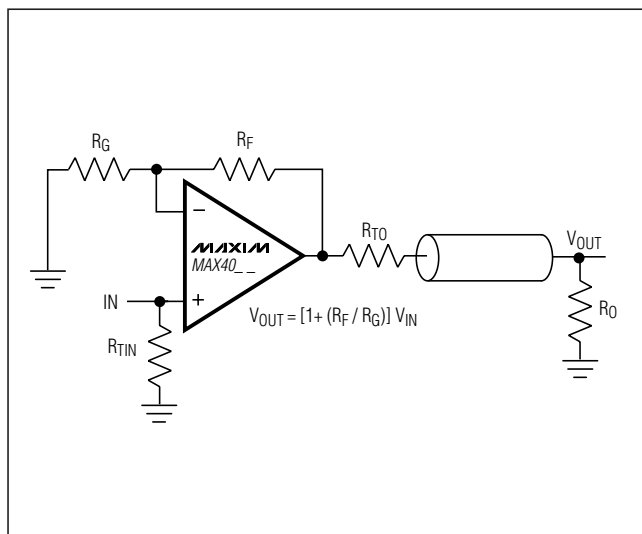 RG
RF
MAXIM
MAX40_ _
RTO
VOUT
IN
RTIN
VOUT = [1+ (RF / RG)] VIN
RO